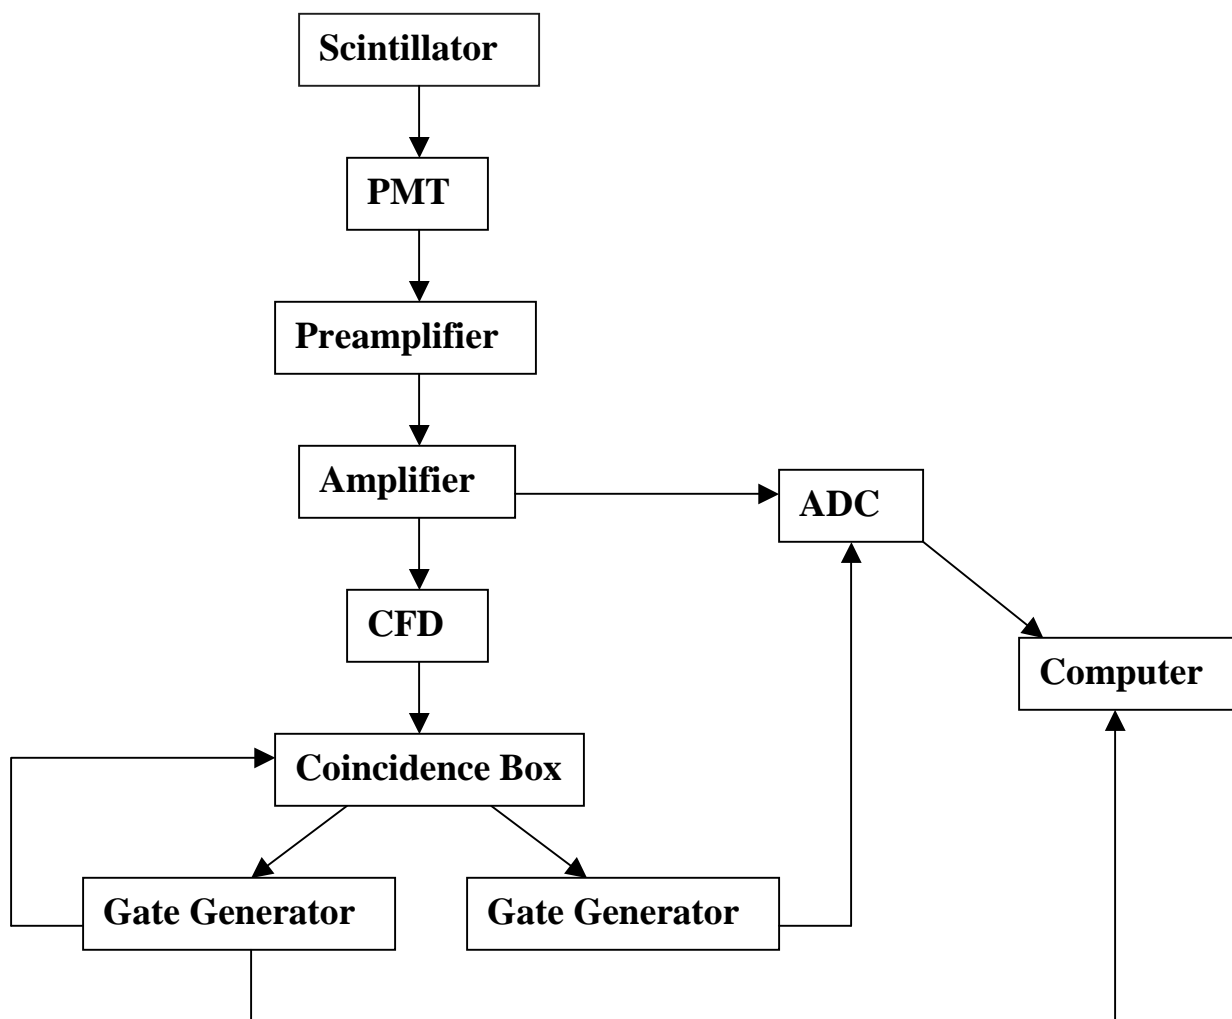 Scintillator
PMT
Preamplifier
Amplifier
ADC
CFD
Computer
Coincidence Box
Gate Generator
Gate Generator